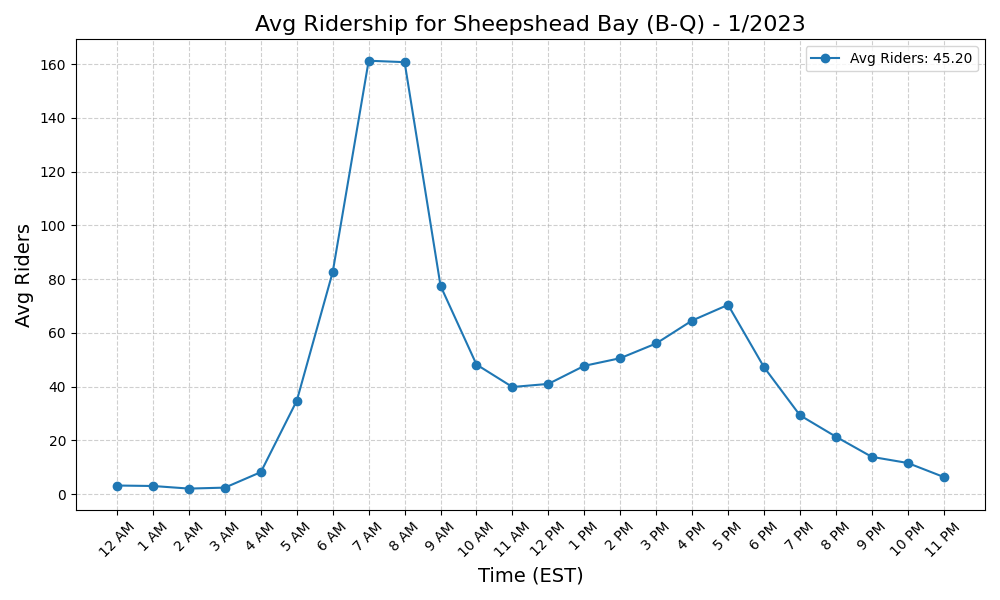 Avg Ridership for Sheepshead Bay (B-Q) - 1/2023
Avg Riders: 45.20
Avg Riders
160
140
120
100
80
60
40
20
0
12 AM
1 AM
2 AM
3 AM
4 AM
5 AM
6 AM
7 AM
8 AM
9 AM
10 AM
11 AM
12 PM
1 PM
2 PM
3 PM
4 PM
5 PM
6 PM
7 PM
8 PM
9 PM
10 PM
11 PM
Time (EST)